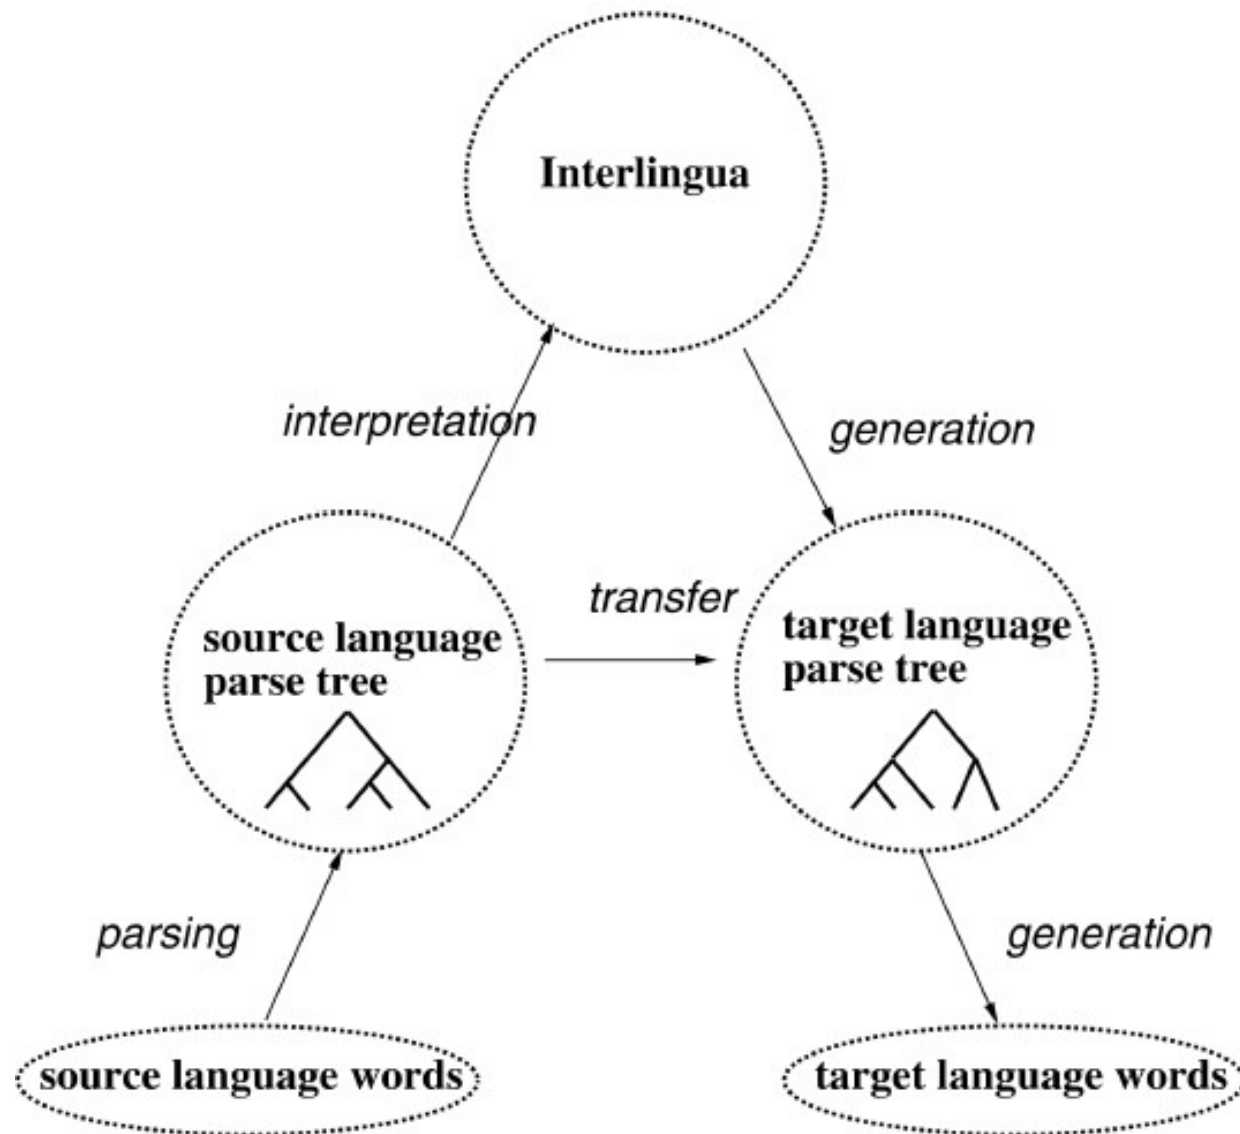 Interlingua
interpretation
generation
transfer
source language
parse tree
target language
parse tree
parsing
generation
source language words
target language words